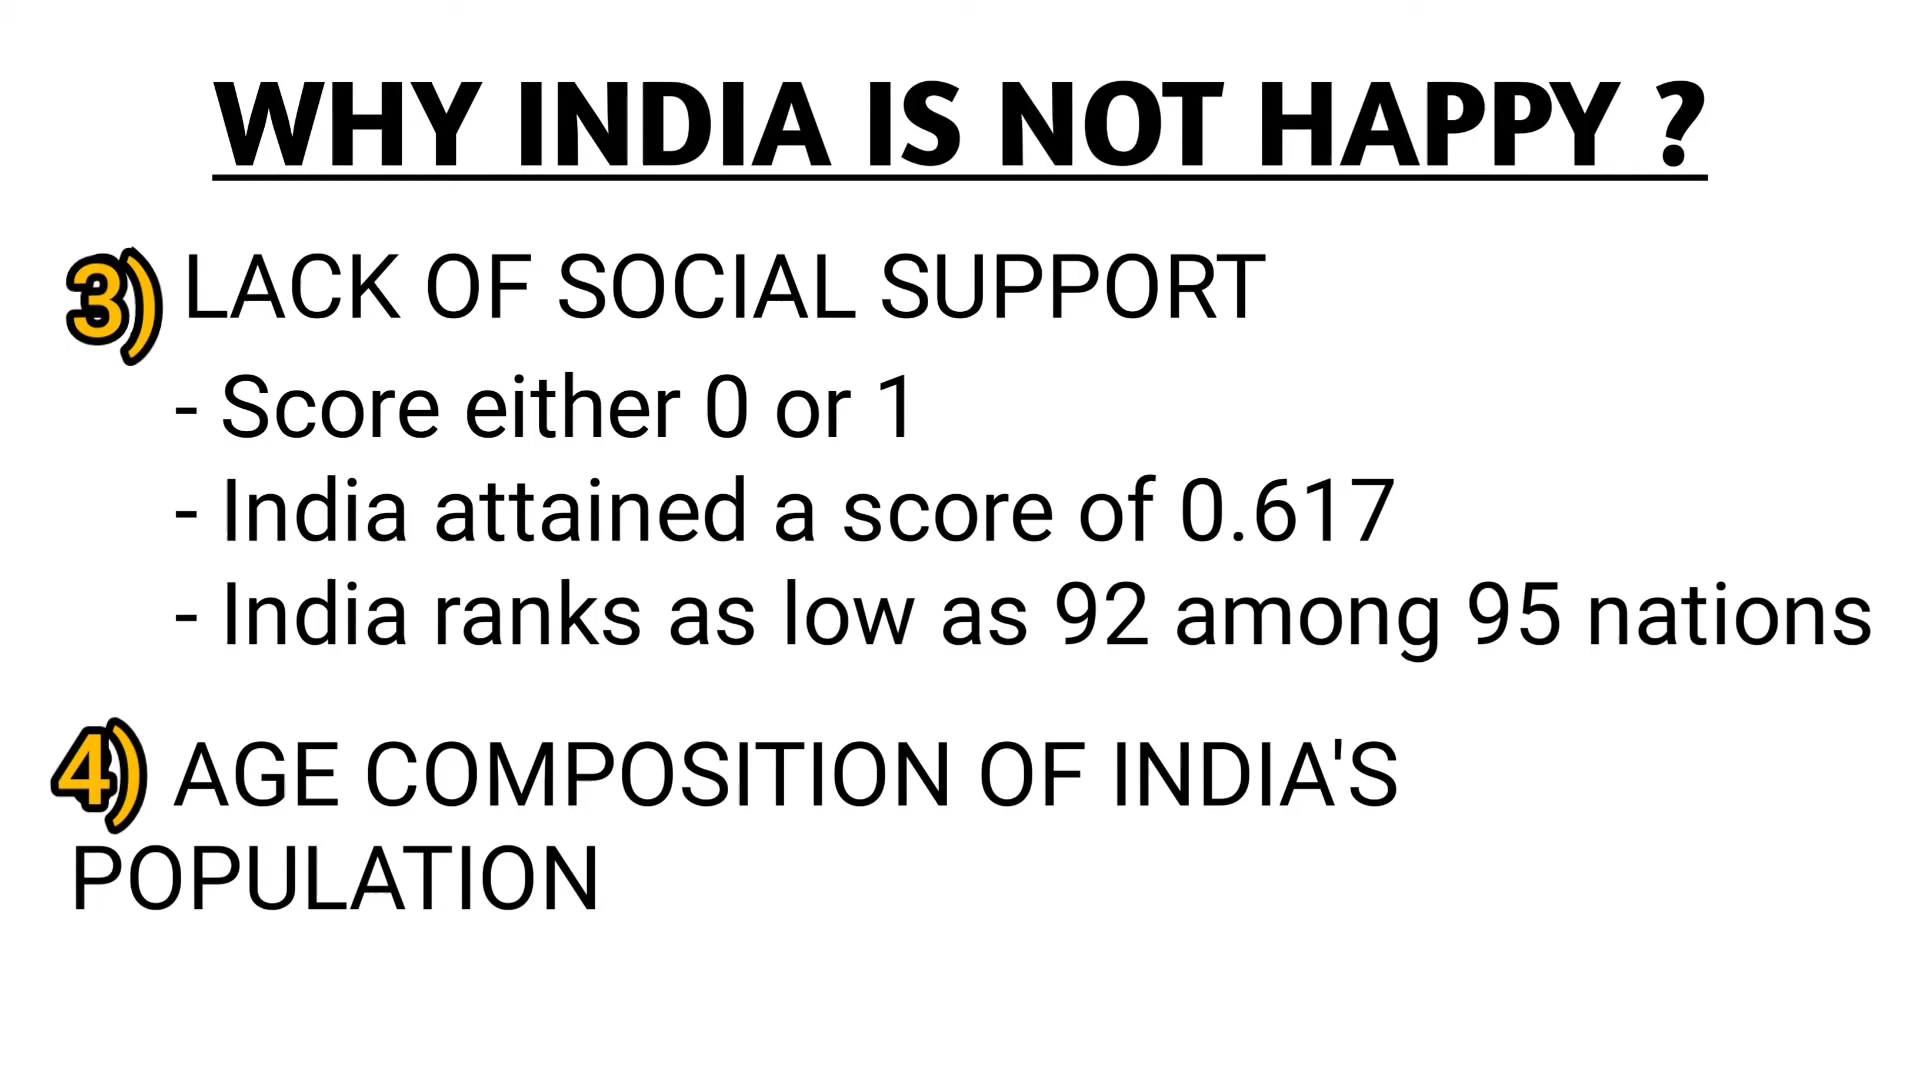 WHY INDIA IS NOT HAPPY ?
3) LACK OF SOCIAL SUPPORT
- Score either 0 or 1
- India attained a score of 0.617
- India ranks as low as 92 among 95 nations
4) AGE COMPOSITION OF INDIA'S
POPULATION